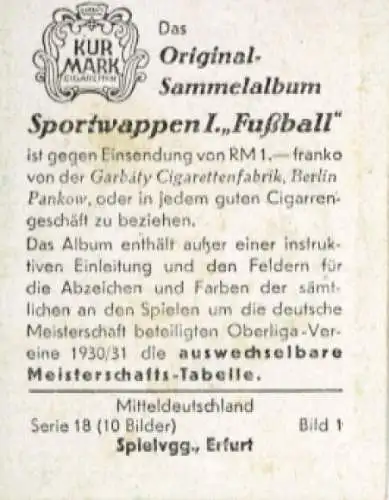 KUR
MARK
CIGARETTEN
Das
Original-
Sammelalbum
Sportwappen I. „Fußball"
ist gegen Einsendung von RM 1.— franko
von der Garbáty Cigarettenfabrik, Berlin
Pankow, oder in jedem guten Cigarren-
geschäft zu beziehen.
Das Album enthält außer einer instruk-
tiven Einleitung und den Feldern für
die Abzeichen und Farben der sämt-
lichen an den Spielen um die deutsche
Meisterschaft beteiligten Oberliga-Ver-
eine 1930/31 die auswechselbare
Meisterschafts-Tabelle.
Mitteldeutschland
Serie 18 (10 Bilder) Bild 1
Spielvgg., Erfurt